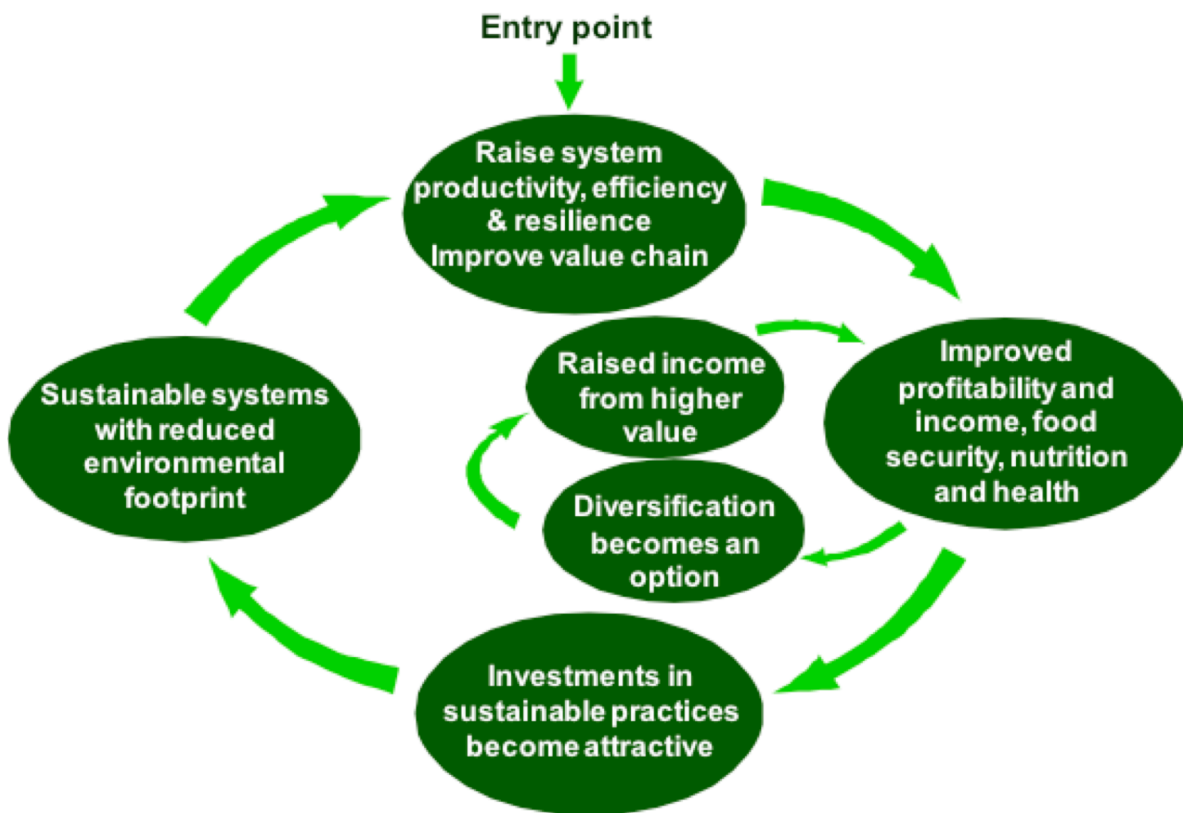 Entry point
Raise system
productivity, efficiency
& resilience
Improve value chain
Improved
profitability and
income, food
security, nutrition
and health
Raised income
from higher
value
Diversification
becomes an
option
Investments in
sustainable practices
become attractive
Sustainable systems
with reduced
environmental
footprint